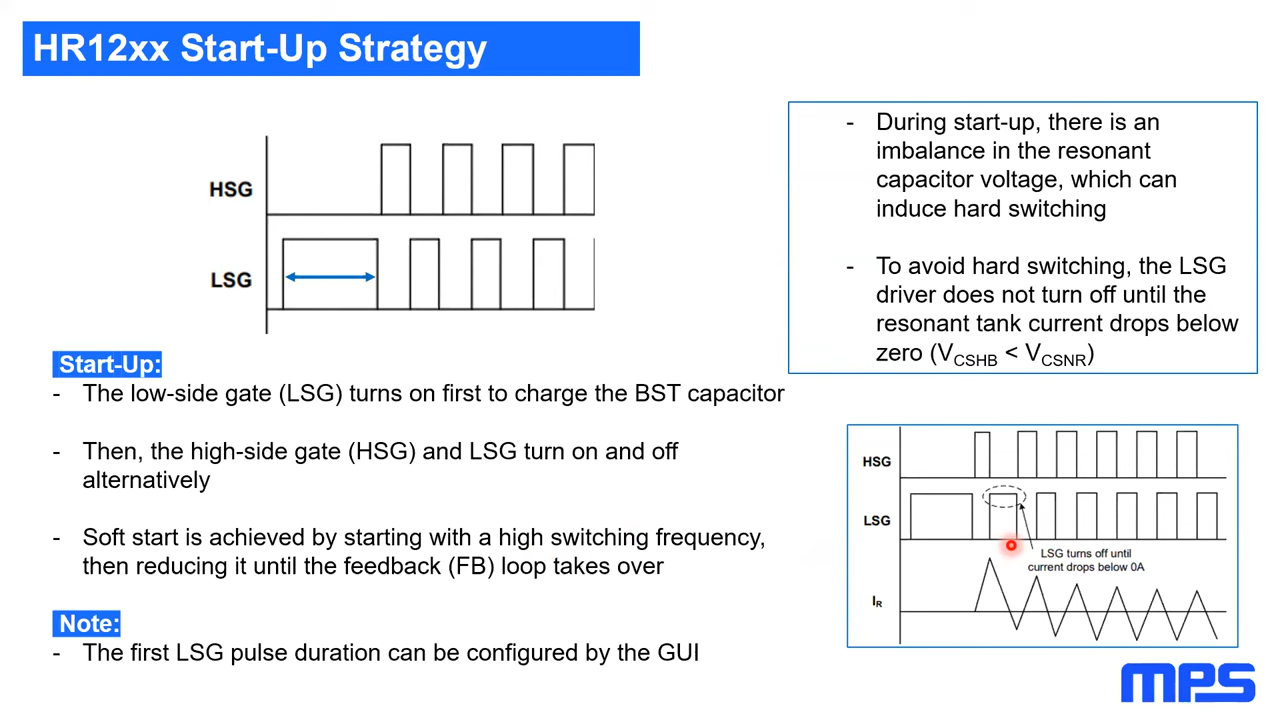 HR12xx Start-Up Strategy
HSG
LSG
Start-Up:
- The low-side gate (LSG) turns on first to charge the BST capacitor
- Then, the high-side gate (HSG) and LSG turn on and off
alternatively
- Soft start is achieved by starting with a high switching frequency,
then reducing it until the feedback (FB) loop takes over
Note:
- The first LSG pulse duration can be configured by the GUI
- During start-up, there is an
imbalance in the resonant
capacitor voltage, which can
induce hard switching
- To avoid hard switching, the LSG
driver does not turn off until the
resonant tank current drops below
zero (VCSHB < VCSNR)
HSG
LSG
LSG turns off until
current drops below 0A
IR
mps